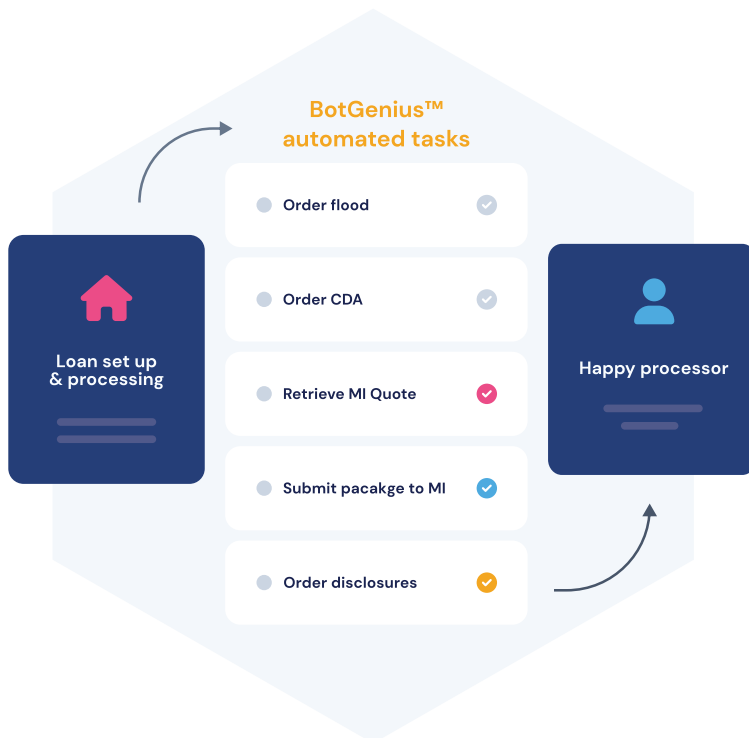 BotGenius™
automated tasks
Loan set up
& processing
Order flood
Order CDA
Retrieve MI Quote
Submit pacakge to MI
Order disclosures
Happy processor